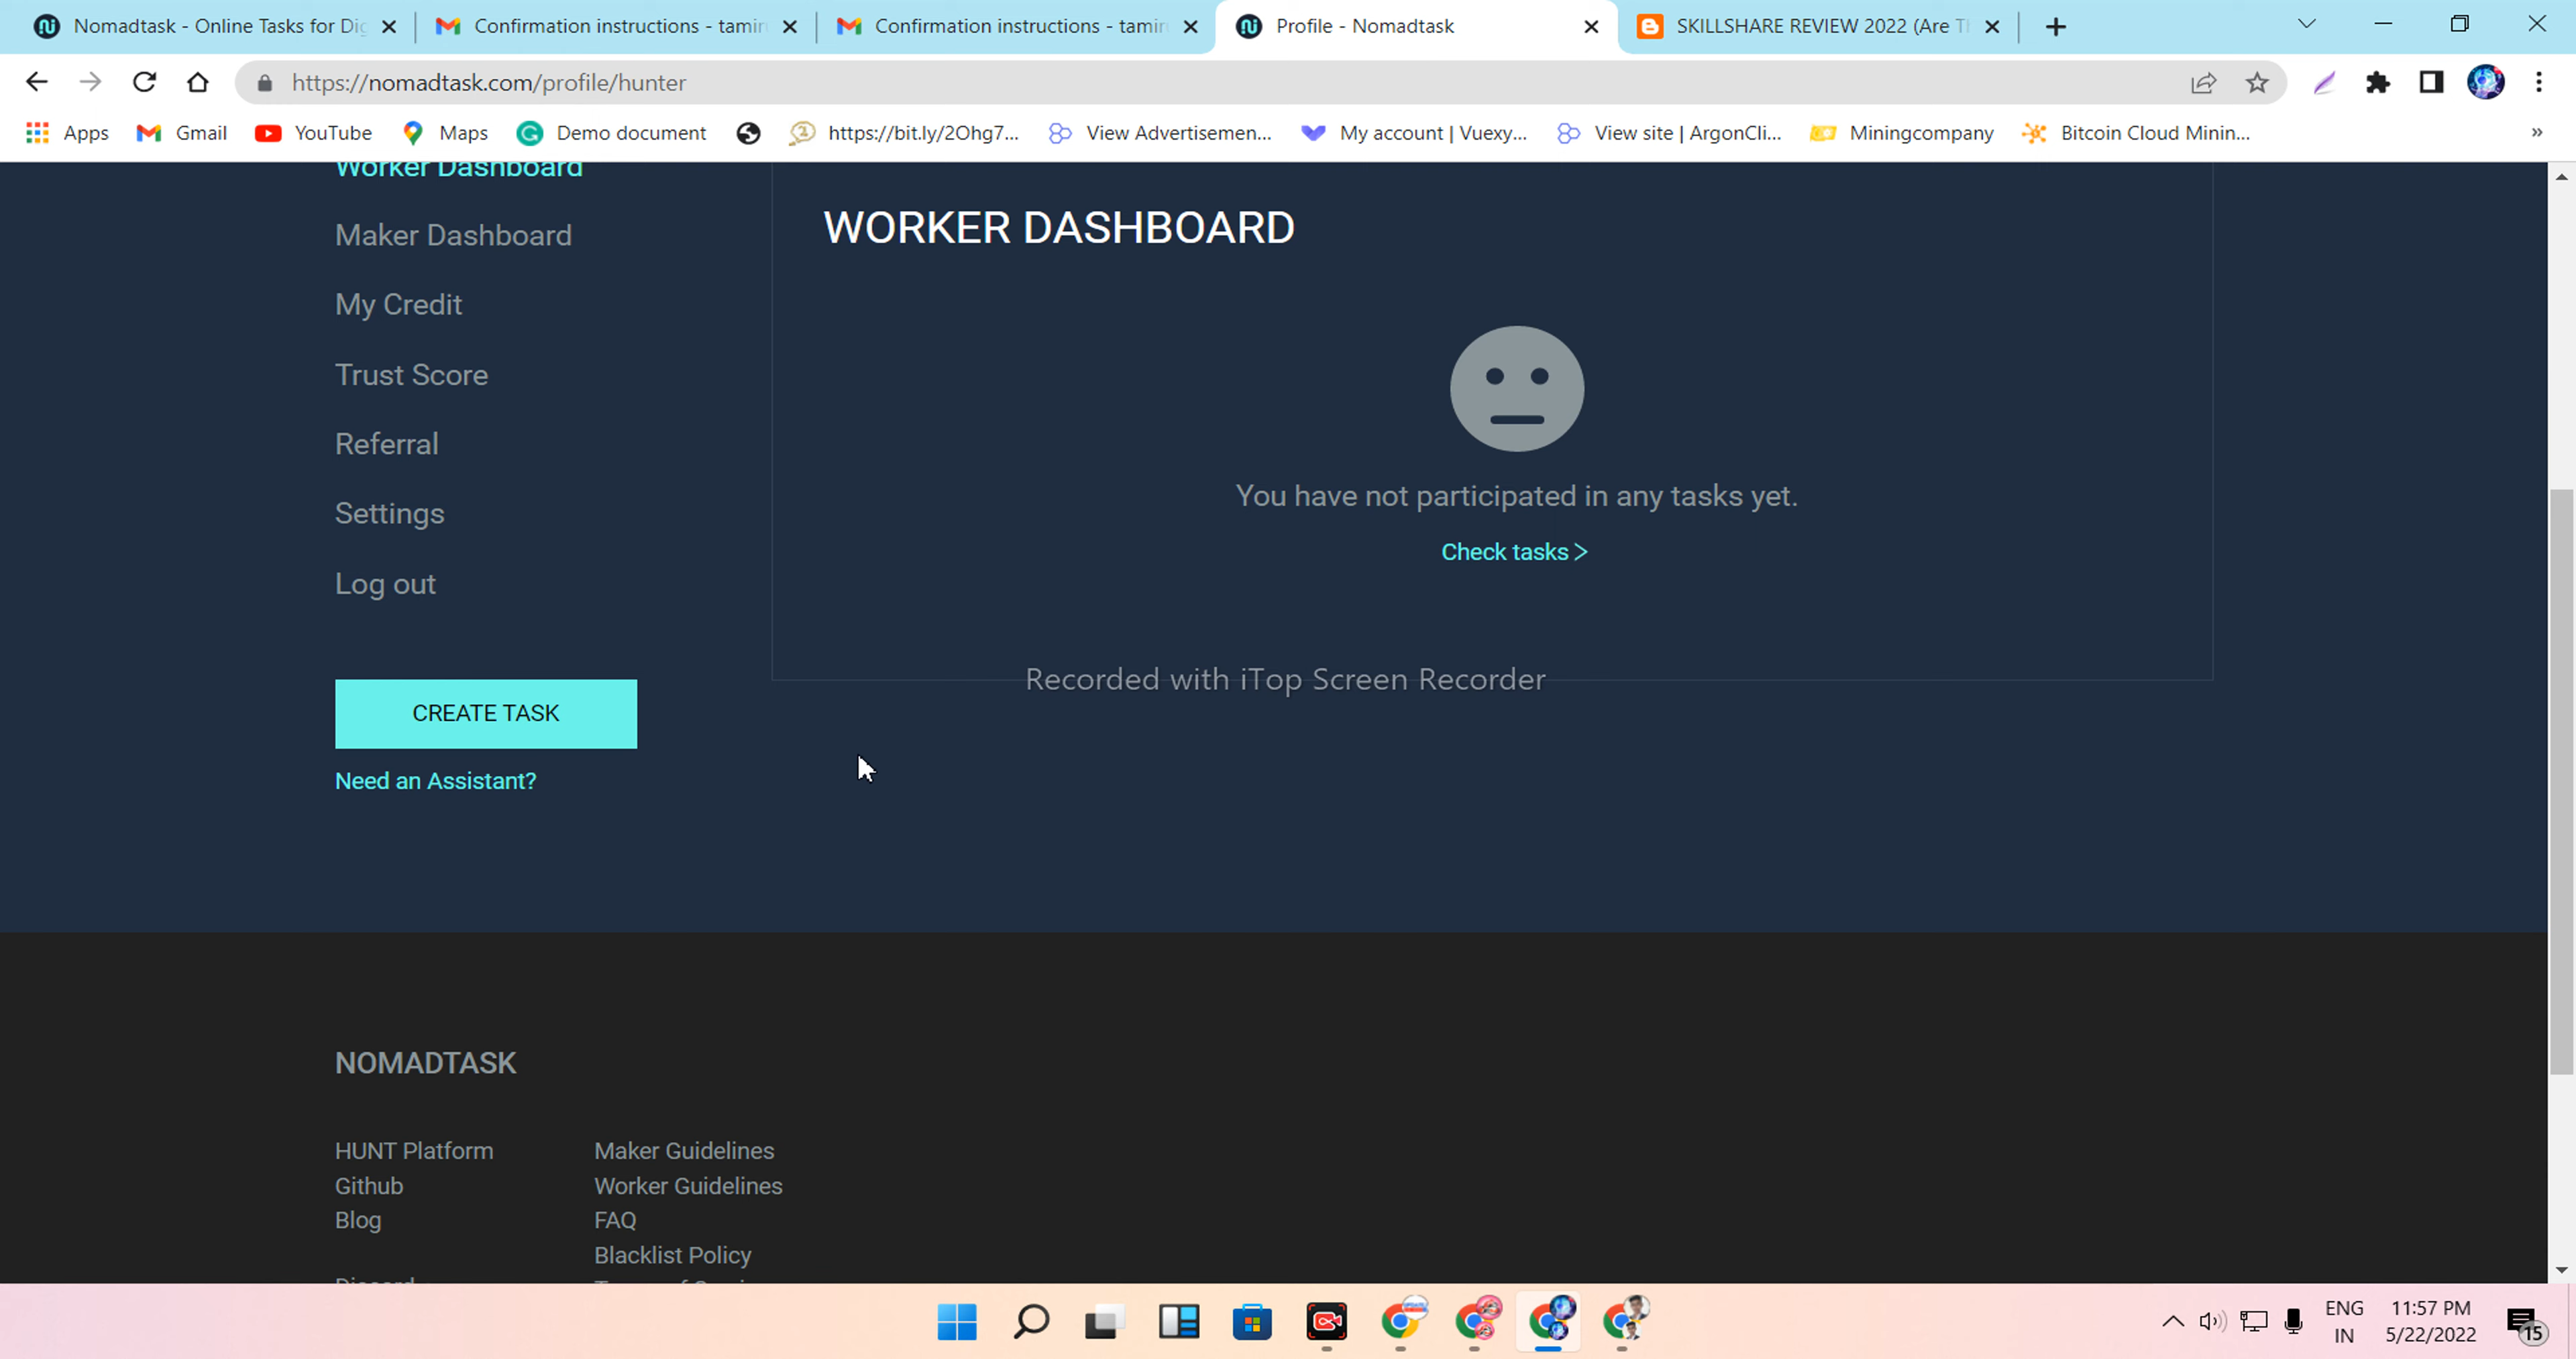 Nomadtask - Online Tasks for Dig
Confirmation instructions - tamir
Confirmation instructions - tamir
Profile - Nomadtask
SKILLSHARE REVIEW 2022 (Are Th
https://nomadtask.com/profile/hunter
Apps
Gmail
YouTube
Maps
Demo document
https://bit.ly/2Ohg7...
View Advertisemen...
My account | Vuexy...
View site | ArgonCli...
Miningcompany
Bitcoin Cloud Minin...
»
Worker Dashboard
Maker Dashboard
My Credit
Trust Score
Referral
Settings
Log out
CREATE TASK
Need an Assistant?
WORKER DASHBOARD
You have not participated in any tasks yet.
Check tasks >
Recorded with iTop Screen Recorder
NOMADTASK
HUNT Platform
Github
Blog
Discord
Maker Guidelines
Worker Guidelines
FAQ
Blacklist Policy
ENG
IN
11:57 PM
5/22/2022
15